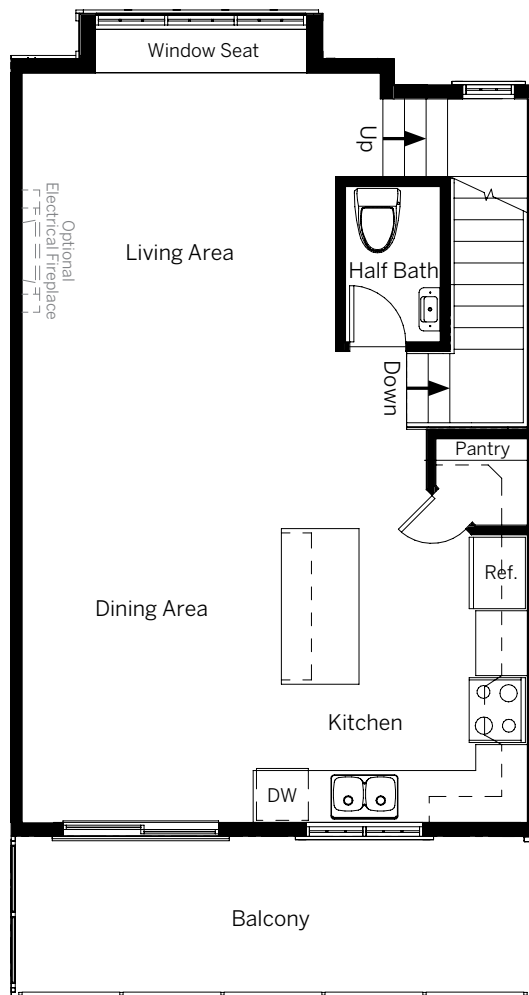 Window Seat
Up
Optional
Electrical Fireplace
Living Area
Half Bath
Down
Pantry
Ref.
Dining Area
Kitchen
DW
Balcony